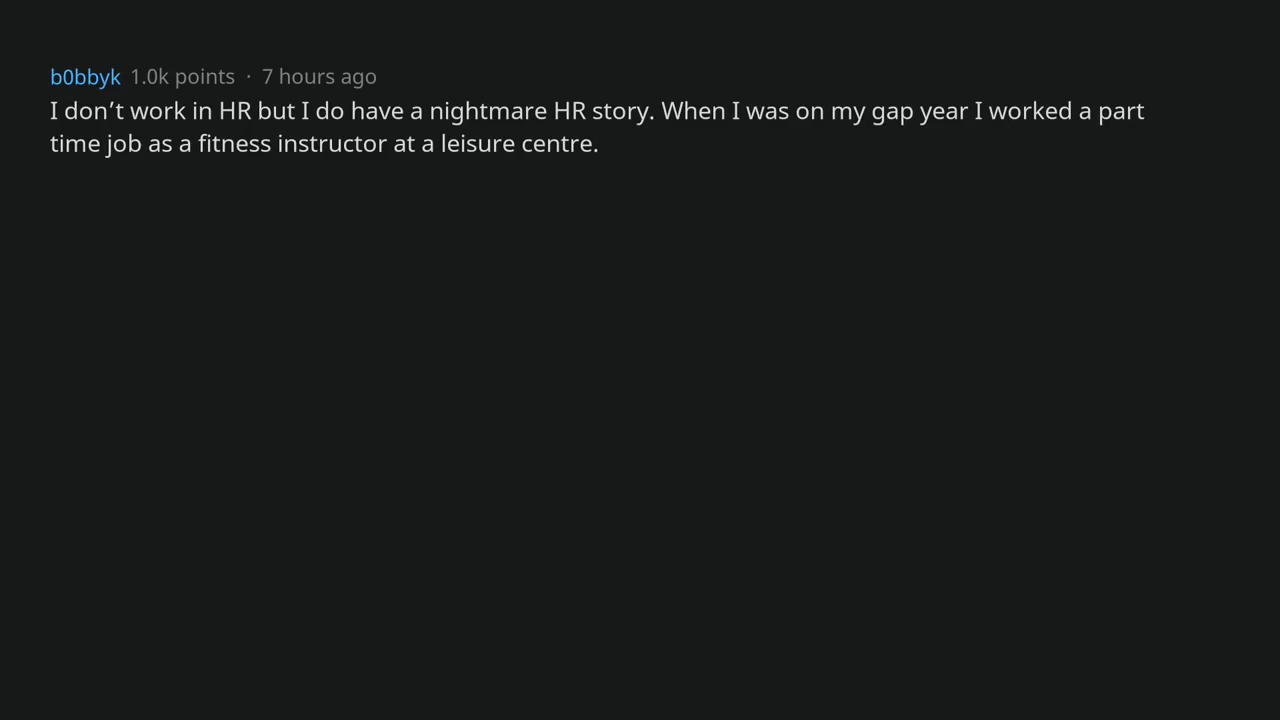 b0bbyk 1.0k points · 7 hours ago
I don’t work in HR but I do have a nightmare HR story. When I was on my gap year I worked a part
time job as a fitness instructor at a leisure centre.